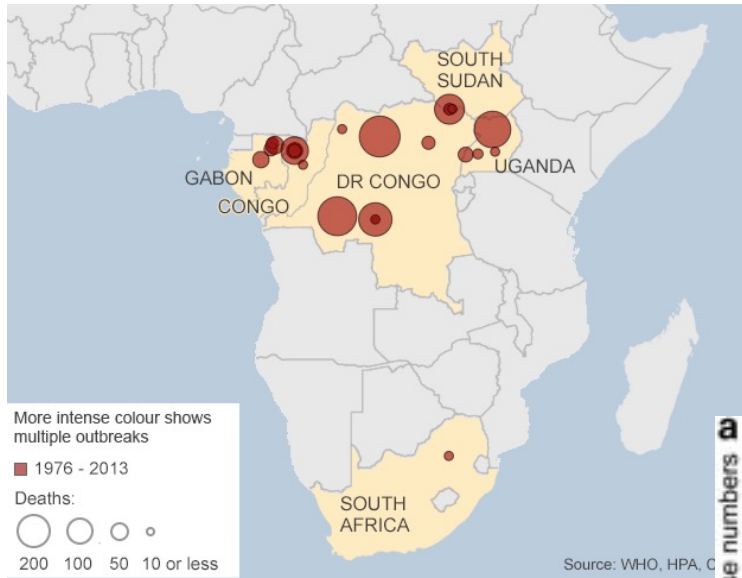 SOUTH
SUDAN
UGANDA
GABON
DR CONGO
CONGO
More intense colour shows
multiple outbreaks
1976 - 2013
Deaths:
200 100 50 10 or less
SOUTH
AFRICA
Source: WHO, HPA,
a
numbers